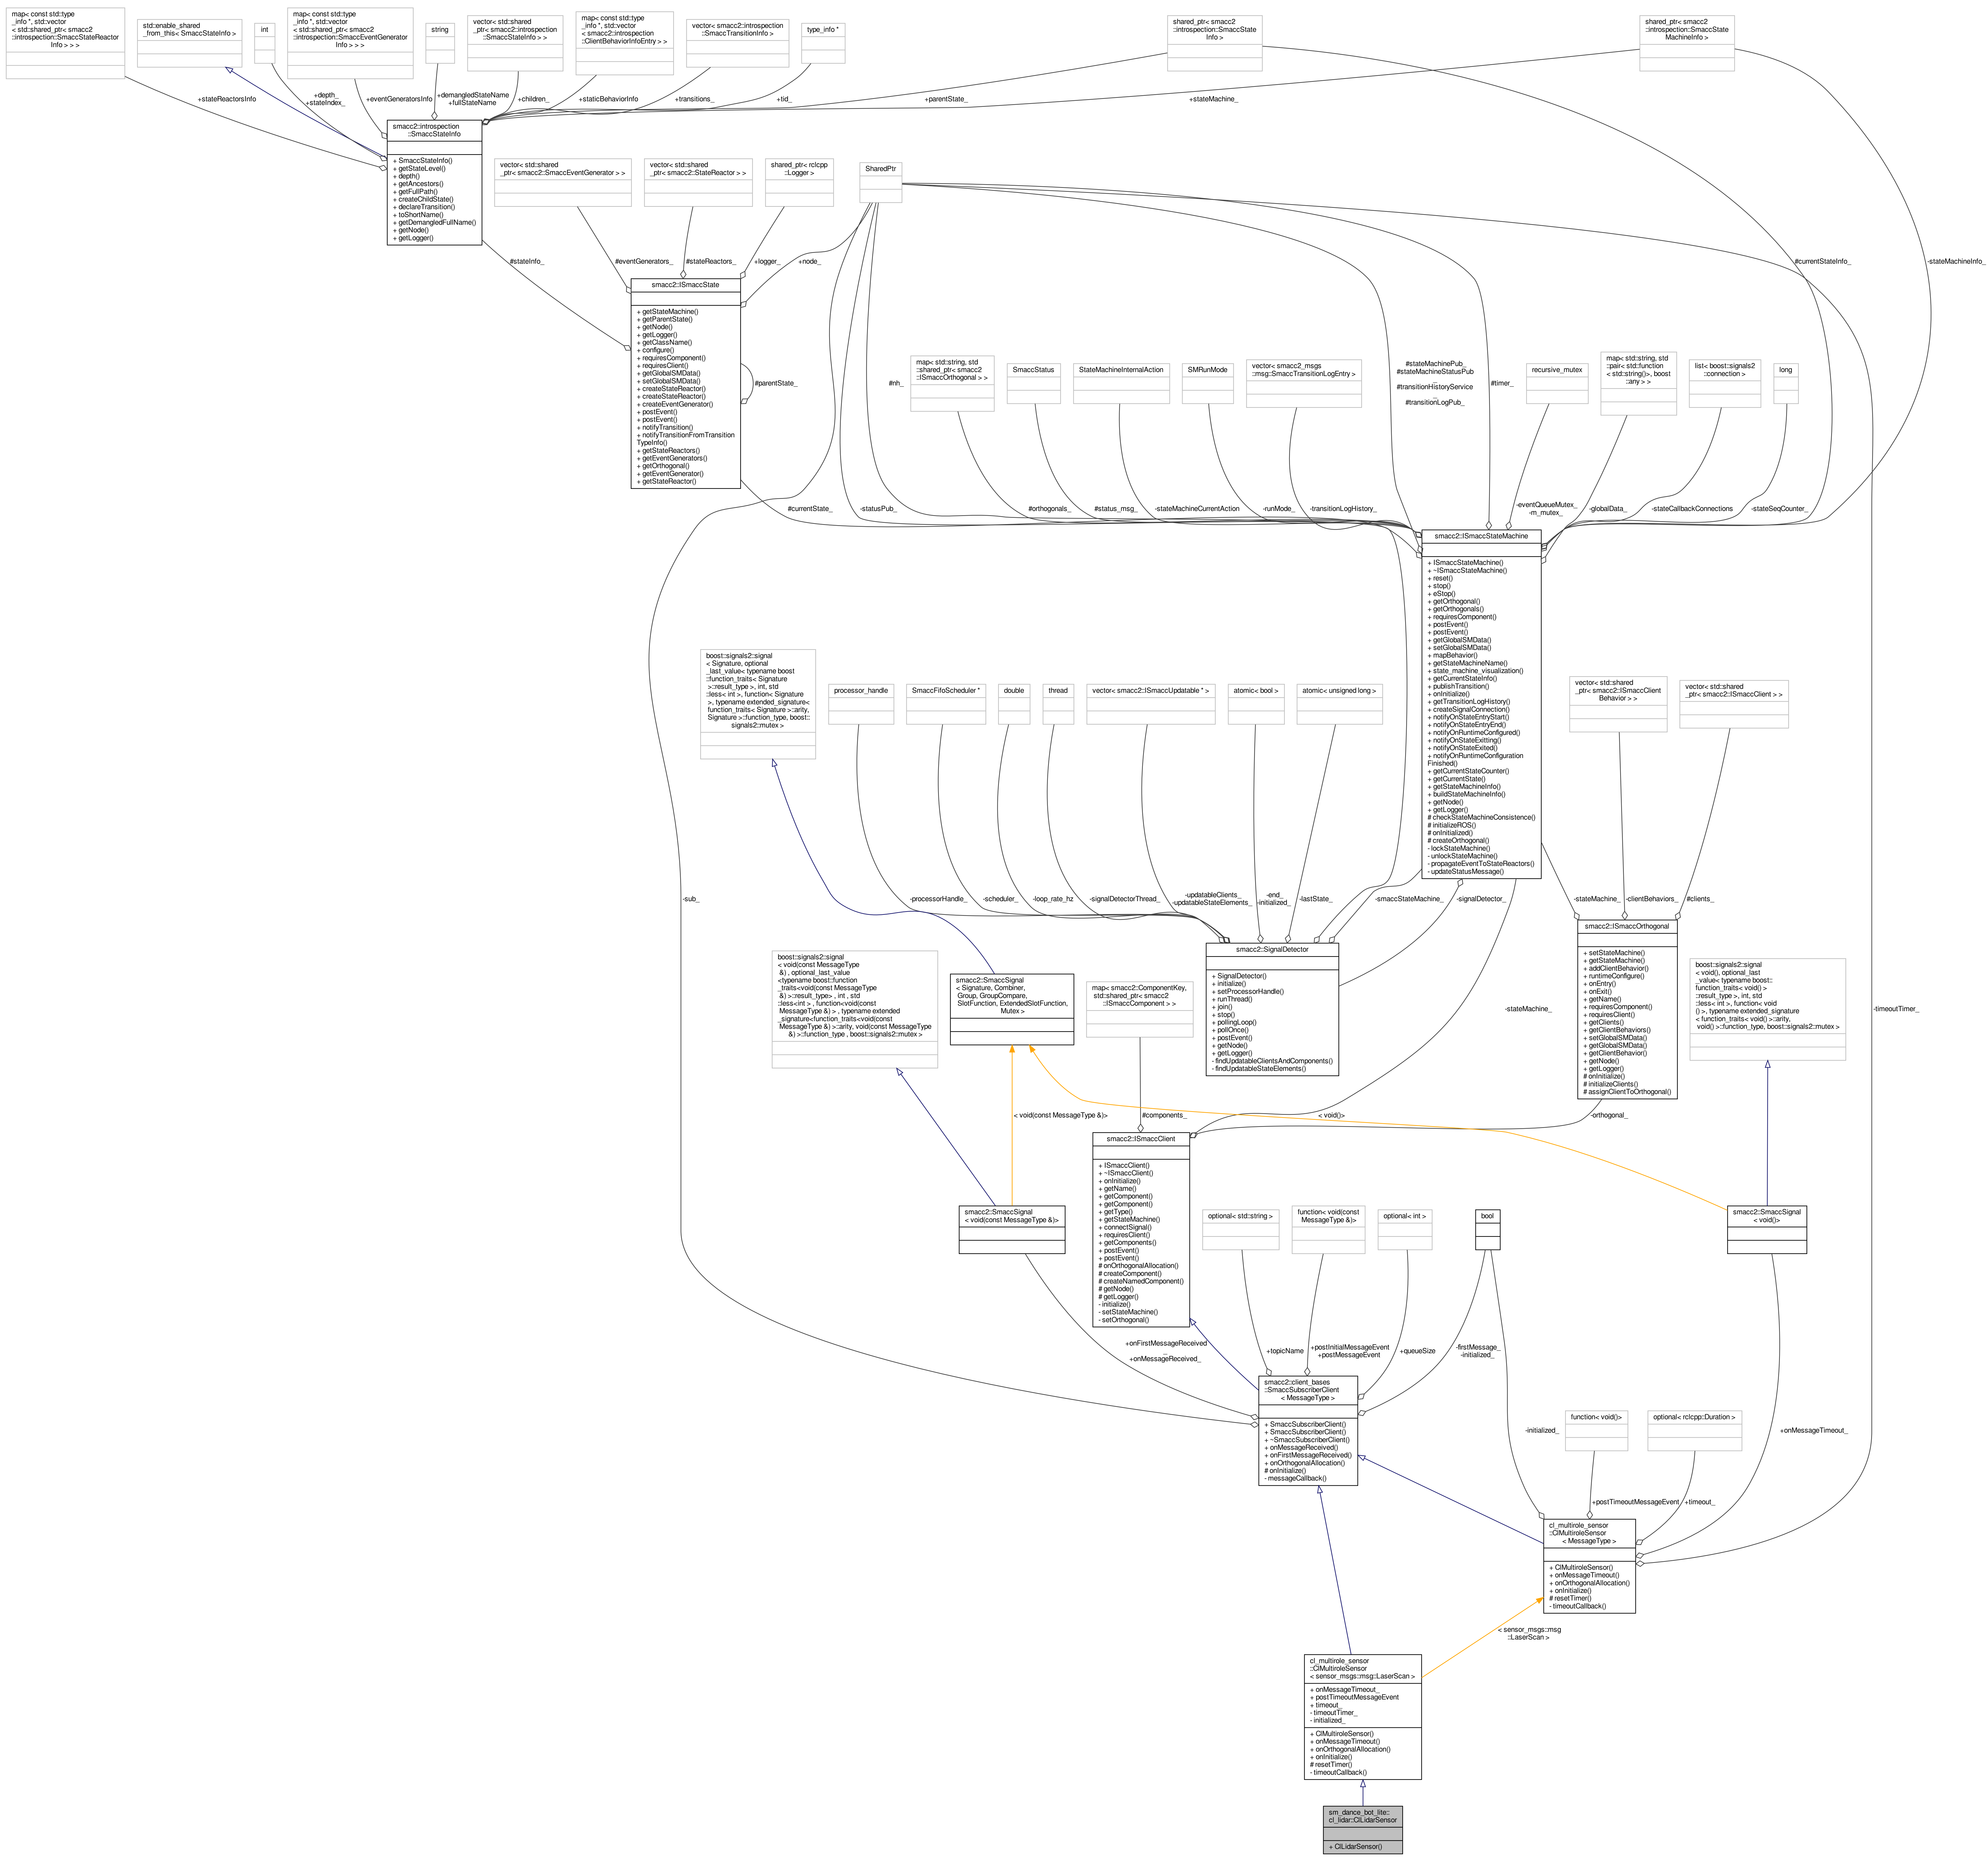 map< const std::type
_info *, std::vector
< std::shared_ptr< smacc2
::introspection::SmaccStateReactor
Info > > >
std::enable_shared
_from_this< SmaccStateInfo >
int
map< const std::type
_info *, std::vector
< std::shared_ptr< smacc2
::introspection::SmaccEventGenerator
Info > > >
string
vector< std::shared
_ptr< smacc2::introspection
::SmaccStateInfo > >
map< const std::type
_info *, std::vector
< smacc2::introspection
::ClientBehaviorInfoEntry > >
vector< smacc2::introspection
::SmaccTransitionInfo >
type_info *
shared_ptr< smacc2
::introspection::SmaccState
Info >
shared_ptr< smacc2
::introspection::SmaccState
MachineInfo >
+stateReactorsInfo
+depth_
+stateIndex_
+eventGeneratorsInfo
+demangledStateName
+fullStateName
+children_
+staticBehaviorInfo
+transitions_
+tid_
+parentState_
+stateMachine_
smacc2::introspection
::SmaccStateInfo
+ SmaccStateInfo()
+ getStateLevel()
+ depth()
+ getAncestors()
+ getFullPath()
+ createChildState()
+ declareTransition()
+ toShortName()
+ getDemangledFullName()
+ getNode()
+ getLogger()
vector< std::shared
_ptr< smacc2::SmaccEventGenerator > >
vector< std::shared
_ptr< smacc2::StateReactor > >
shared_ptr< rclcpp
::Logger >
SharedPtr
#stateInfo_
#eventGenerators_
#stateReactors_
+logger_
+node_
#currentStateInfo_
-stateMachineInfo_
smacc2::ISmaccState
+ getStateMachine()
+ getParentState()
+ getNode()
+ getLogger()
+ getClassName()
+ configure()
+ requiresComponent()
+ requiresClient()
+ getGlobalSMData()
+ setGlobalSMData()
+ createStateReactor()
+ createStateReactor()
+ createEventGenerator()
+ postEvent()
+ postEvent()
+ notifyTransition()
+ notifyTransitionFromTransition
TypeInfo()
+ getStateReactors()
+ getEventGenerators()
+ getOrthogonal()
+ getEventGenerator()
+ getStateReactor()
#parentState_
#nh_
map< std::string, std
::shared_ptr< smacc2
::ISmaccOrthogonal > >
SmaccStatus
StateMachineInternalAction
SMRunMode
vector< smacc2_msgs
::msg::SmaccTransitionLogEntry >
#stateMachinePub_
#stateMachineStatusPub
_
#transitionHistoryService
_
#transitionLogPub_
#timer_
recursive_mutex
map< std::string, std
::pair< std::function
< std::string()>, boost
::any > >
list< boost::signals2
::connection >
long
#currentState_
-statusPub_
#orthogonals_
#status_msg_
-stateMachineCurrentAction
-runMode_
-transitionLogHistory_
-eventQueueMutex_
-m_mutex_
-globalData_
-stateCallbackConnections
-stateSeqCounter_
smacc2::ISmaccStateMachine
+ ISmaccStateMachine()
+ ~ISmaccStateMachine()
+ reset()
+ stop()
+ eStop()
+ getOrthogonal()
+ getOrthogonals()
+ requiresComponent()
+ postEvent()
+ postEvent()
+ getGlobalSMData()
+ setGlobalSMData()
+ mapBehavior()
+ getStateMachineName()
+ state_machine_visualization()
+ getCurrentStateInfo()
+ publishTransition()
+ onInitialize()
+ getTransitionLogHistory()
+ createSignalConnection()
+ notifyOnStateEntryStart()
+ notifyOnStateEntryEnd()
+ notifyOnRuntimeConfigured()
+ notifyOnStateExitting()
+ notifyOnStateExited()
+ notifyOnRuntimeConfiguration
Finished()
+ getCurrentStateCounter()
+ getCurrentState()
+ getStateMachineInfo()
+ buildStateMachineInfo()
+ getNode()
+ getLogger()
# checkStateMachineConsistence()
# initializeROS()
# onInitialized()
# createOrthogonal()
- lockStateMachine()
- unlockStateMachine()
- propagateEventToStateReactors()
- updateStatusMessage()
boost::signals2::signal
< Signature, optional
_last_value< typename boost
::function_traits< Signature
>::result_type >, int, std
::less< int >, function< Signature
>, typename extended_signature<
function_traits< Signature >::arity,
Signature >::function_type, boost::
signals2::mutex >
processor_handle
SmaccFifoScheduler *
double
thread
vector< smacc2::ISmaccUpdatable * >
atomic< bool >
atomic< unsigned long >
vector< std::shared
_ptr< smacc2::ISmaccClient
Behavior > >
vector< std::shared
_ptr< smacc2::ISmaccClient > >
-sub_
-processorHandle_
-scheduler_
-loop_rate_hz
-signalDetectorThread_
-updatableClients_
-updatableStateElements_
-end_
-initialized_
-lastState_
-smaccStateMachine_
-signalDetector_
-stateMachine_
-clientBehaviors_
#clients_
boost::signals2::signal
< void(const MessageType
&) , optional_last_value
<typename boost::function
_traits<void(const MessageType
&) >::result_type> , int , std
::less<int > , function<void(const
MessageType &) > , typename extended
_signature<function_traits<void(const
MessageType &) >::arity, void(const MessageType
&) >::function_type , boost::signals2::mutex >
smacc2::SmaccSignal
< Signature, Combiner,
Group, GroupCompare,
SlotFunction, ExtendedSlotFunction,
Mutex >
map< smacc2::ComponentKey,
std::shared_ptr< smacc2
::ISmaccComponent > >
smacc2::SignalDetector
+ SignalDetector()
+ initialize()
+ setProcessorHandle()
+ runThread()
+ join()
+ stop()
+ pollingLoop()
+ pollOnce()
+ postEvent()
+ getNode()
+ getLogger()
- findUpdatableClientsAndComponents()
- findUpdatableStateElements()
-stateMachine_
smacc2::ISmaccOrthogonal
+ setStateMachine()
+ getStateMachine()
+ addClientBehavior()
+ runtimeConfigure()
+ onEntry()
+ onExit()
+ getName()
+ requiresComponent()
+ requiresClient()
+ getClients()
+ getClientBehaviors()
+ setGlobalSMData()
+ getGlobalSMData()
+ getClientBehavior()
+ getNode()
+ getLogger()
# onInitialize()
# initializeClients()
# assignClientToOrthogonal()
boost::signals2::signal
< void(), optional_last
_value< typename boost::
function_traits< void() >
::result_type >, int, std
::less< int >, function< void
() >, typename extended_signature
< function_traits< void() >::arity,
void() >::function_type, boost::signals2::mutex >
-timeoutTimer_
< void(const MessageType &)>
#components_
< void()>
-orthogonal_
smacc2::ISmaccClient
+ ISmaccClient()
+ ~ISmaccClient()
+ onInitialize()
+ getName()
+ getComponent()
+ getComponent()
+ getType()
+ getStateMachine()
+ connectSignal()
+ requiresClient()
+ getComponents()
+ postEvent()
+ postEvent()
# onOrthogonalAllocation()
# createComponent()
# createNamedComponent()
# getNode()
# getLogger()
- initialize()
- setStateMachine()
- setOrthogonal()
smacc2::SmaccSignal
< void(const MessageType &)>
optional< std::string >
function< void(const
MessageType &)>
optional< int >
bool
smacc2::SmaccSignal
< void()>
+onFirstMessageReceived
_
+onMessageReceived_
+topicName
+postInitialMessageEvent
+postMessageEvent
+queueSize
-firstMessage_
-initialized_
smacc2::client_bases
::SmaccSubscriberClient
< MessageType >
+ SmaccSubscriberClient()
+ SmaccSubscriberClient()
+ ~SmaccSubscriberClient()
+ onMessageReceived()
+ onFirstMessageReceived()
+ onOrthogonalAllocation()
# onInitialize()
- messageCallback()
function< void()>
optional< rclcpp::Duration >
-initialized_
+onMessageTimeout_
+postTimeoutMessageEvent
+timeout_
cl_multirole_sensor
::ClMultiroleSensor
< MessageType >
+ ClMultiroleSensor()
+ onMessageTimeout()
+ onOrthogonalAllocation()
+ onInitialize()
# resetTimer()
- timeoutCallback()
< sensor_msgs::msg
::LaserScan >
cl_multirole_sensor
::ClMultiroleSensor
< sensor_msgs::msg::LaserScan >
+ onMessageTimeout_
+ postTimeoutMessageEvent
+ timeout_
- timeoutTimer_
- initialized_
+ ClMultiroleSensor()
+ onMessageTimeout()
+ onOrthogonalAllocation()
+ onInitialize()
# resetTimer()
- timeoutCallback()
sm_dance_bot_lite::
cl_lidar::ClLidarSensor
+ ClLidarSensor()